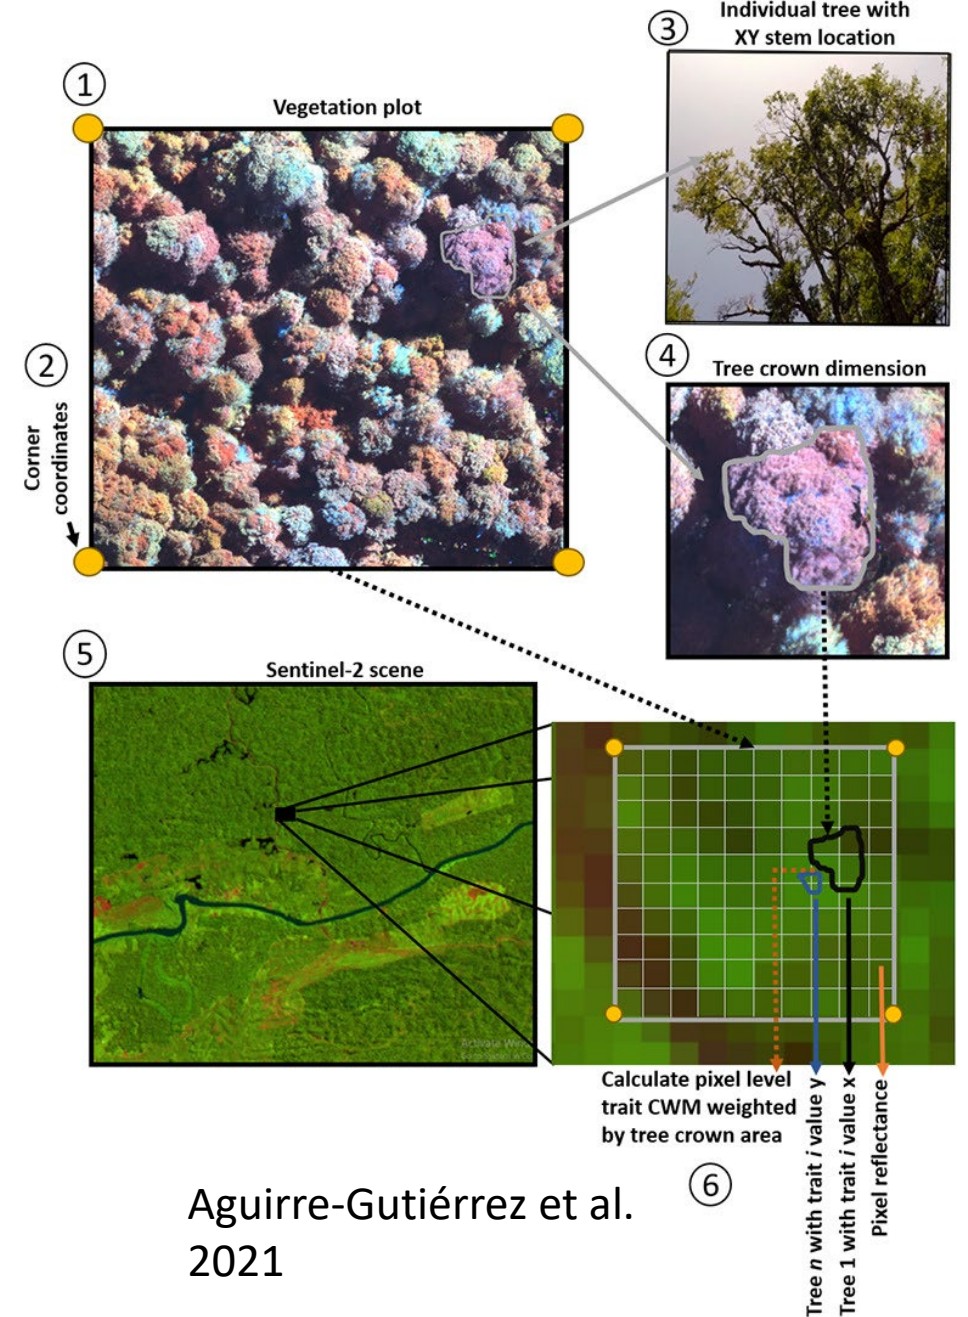 Individual tree with
XY stem location
3
1
Vegetation plot
2
Corner
coordinates
4
Tree crown dimension
5
Sentinel-2 scene
Calculate pixel level
trait CWM weighted
by tree crown area
6
Tree n with trait i value y
Tree 1 with trait i value x
Pixel reflectance
Aguirre-Gutiérrez et al.
2021